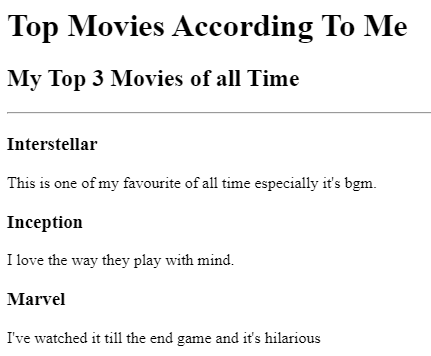 Top Movies According To Me
My Top 3 Movies of all Time
Interstellar
This is one of my favourite of all time especially it's bgm.
Inception
I love the way they play with mind.
Marvel
I've watched it till the end game and it's hilarious